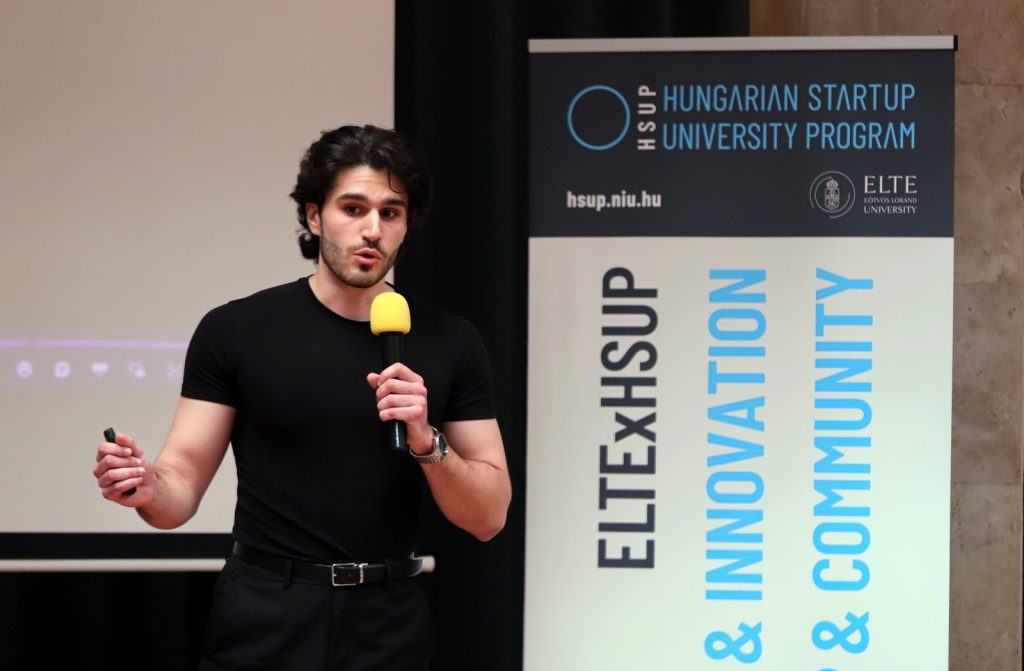 HSUP
HUNGARIAN STARTUP
UNIVERSITY PROGRAM
hsup.niu.hu
ELTE
EÖTVÖS LORÁND
UNIVERSITY
ELTExHSUP
& INNOVATION
& COMMUNITY